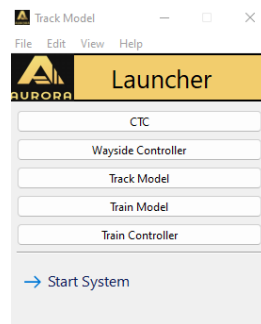 Track Model
File Edit View Help
AURORA
Launcher
CTC
Wayside Controller
Track Model
Train Model
Train Controller
Start System